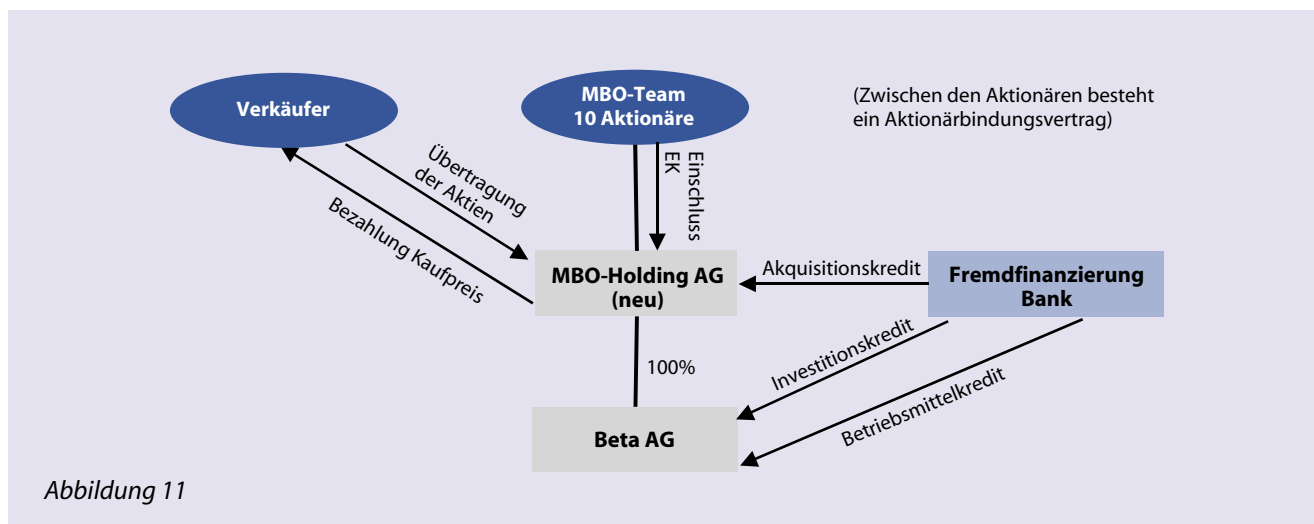 Verkäufer
MBO-Team
10 Aktionäre
(Zwischen den Aktionären besteht
ein Aktionärbindungsvertrag)
Übertragung
der Aktien
Bezahlung Kaufpreis
Einschluss
EK
MBO-Holding AG
(neu)
Akquisitionskredit
Fremdfinanzierung
Bank
100%
Investitionskredit
Betriebsmittelkredit
Beta AG
Abbildung 11